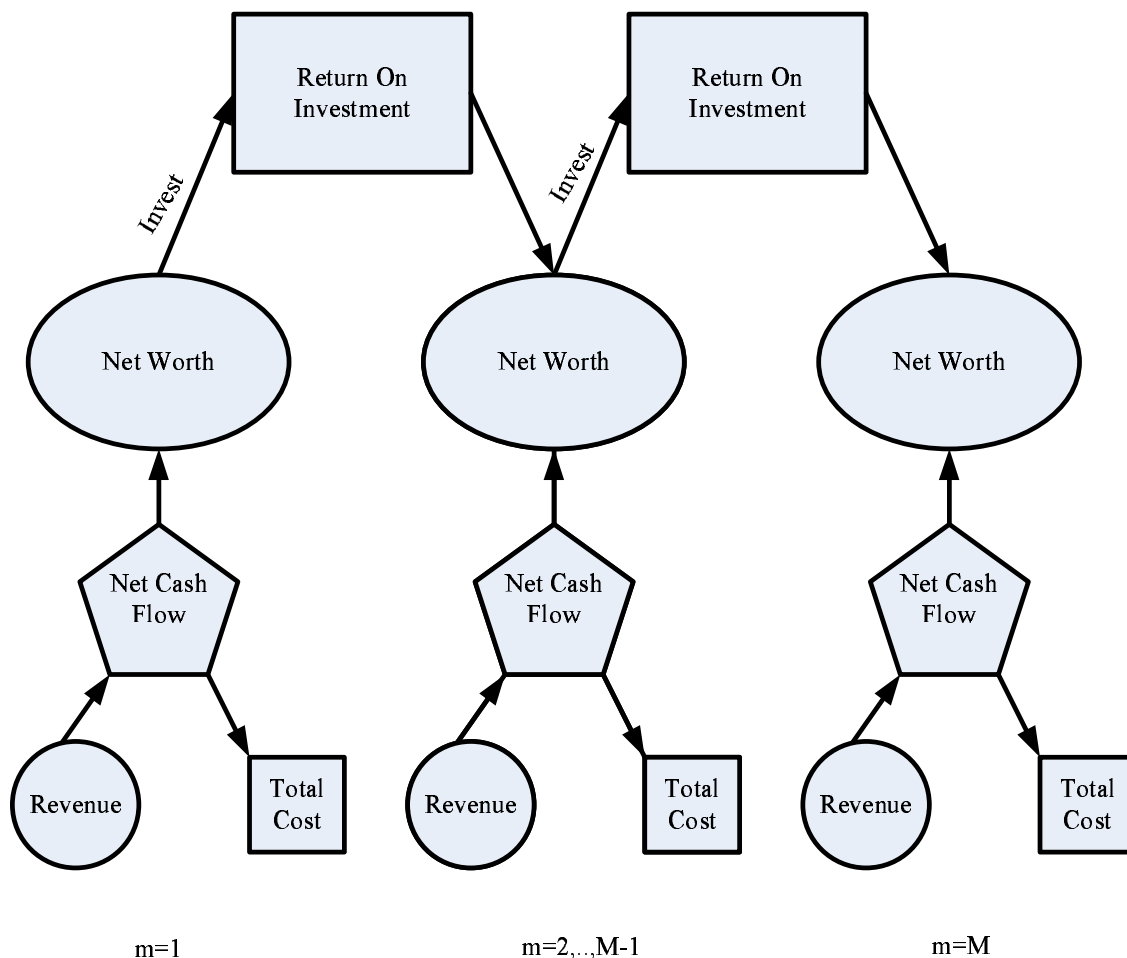 Return On
Investment
Return On
Investment
Invest
Invest
Net Worth
Net Worth
Net Worth
Net Cash
Flow
Net Cash
Flow
Net Cash
Flow
Revenue
Total
Cost
Revenue
Total
Cost
Revenue
Total
Cost
m=1
m=2,..,M-1
m=M